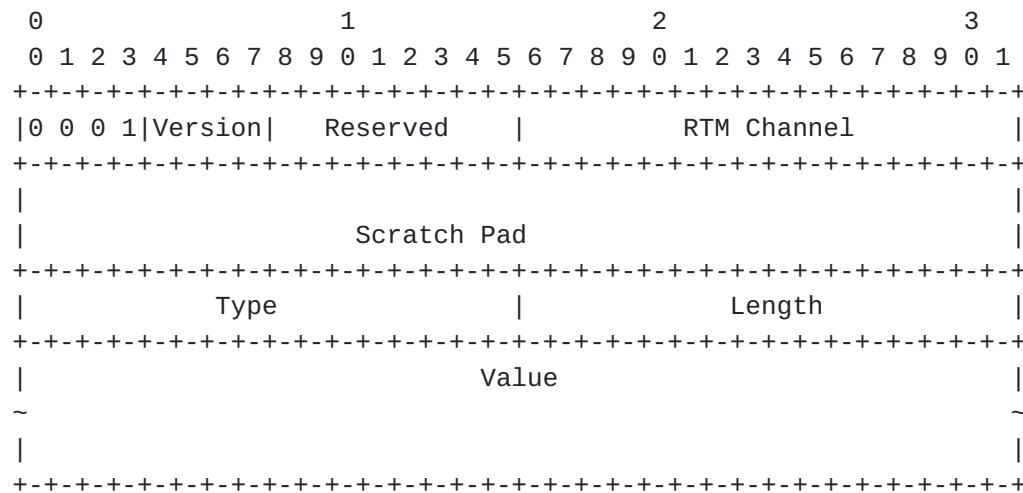 0                   1                   2                   3
 0 1 2 3 4 5 6 7 8 9 0 1 2 3 4 5 6 7 8 9 0 1 2 3 4 5 6 7 8 9 0 1
+-+-+-+-+-+-+-+-+-+-+-+-+-+-+-+-+-+-+-+-+-+-+-+-+-+-+-+-+-+-+-+-+
|0 0 0 1|Version|   Reserved    |          RTM Channel          |
+-+-+-+-+-+-+-+-+-+-+-+-+-+-+-+-+-+-+-+-+-+-+-+-+-+-+-+-+-+-+-+-+
|                                                               |
|                     Scratch Pad                               |
+-+-+-+-+-+-+-+-+-+-+-+-+-+-+-+-+-+-+-+-+-+-+-+-+-+-+-+-+-+-+-+-+
|            Type               |             Length            |
+-+-+-+-+-+-+-+-+-+-+-+-+-+-+-+-+-+-+-+-+-+-+-+-+-+-+-+-+-+-+-+-+
|                             Value                             |
~                                                               ~
|                                                               |
+-+-+-+-+-+-+-+-+-+-+-+-+-+-+-+-+-+-+-+-+-+-+-+-+-+-+-+-+-+-+-+-+